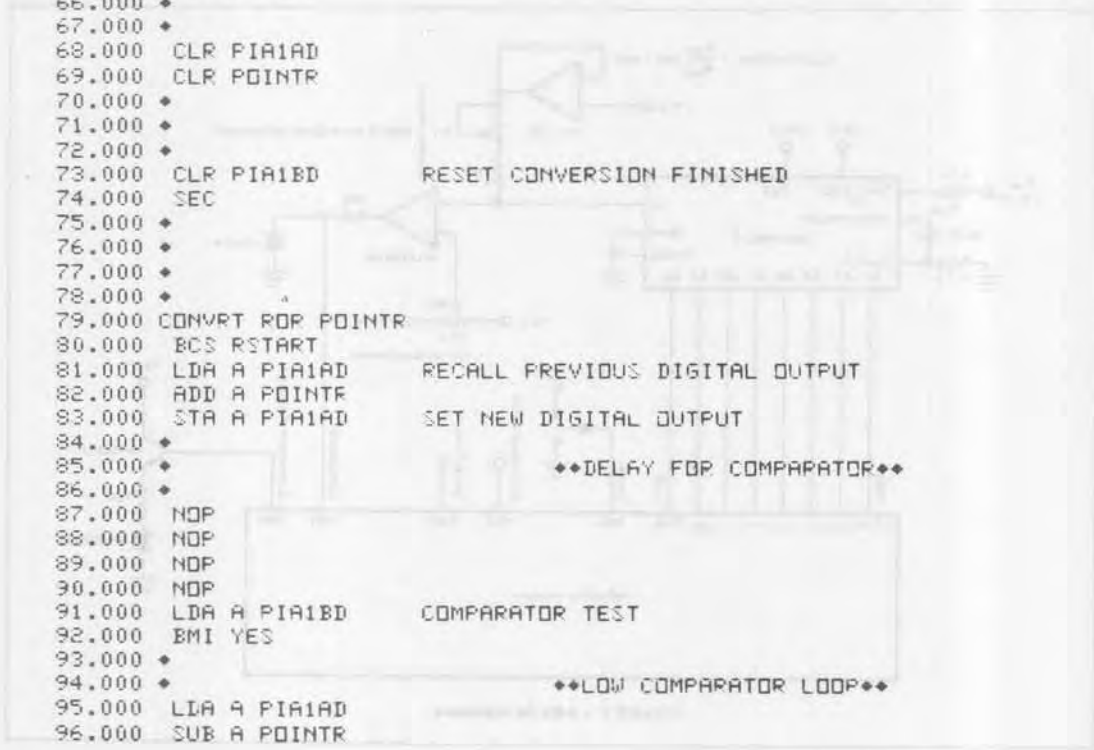 66.000 *
67.000 *
68.000 CLR PIA1AD
69.000 CLR POINTR
70.000 *
71.000 *
72.000 *
73.000 CLR PIA1BD RESET CONVERSION FINISHED
74.000 SEC
75.000 *
76.000 *
77.000 *
78.000 *
79.000 CONVRT ROR POINTR
80.000 BCS RSTART
81.000 LDA A PIA1AD RECALL PREVIOUS DIGITAL OUTPUT
82.000 ADD A POINTR
83.000 STA A PIA1AD SET NEW DIGITAL OUTPUT
84.000 *
85.000 * **DELAY FOR COMPARATOR**
86.000 *
87.000 NOP
88.000 NOP
89.000 NOP
90.000 NOP
91.000 LDA A PIA1BD COMPARATOR TEST
92.000 BMI YES
93.000 *
94.000 * **LOW COMPARATOR LOOP**
95.000 LDA A PIA1AD
96.000 SUB A POINTR